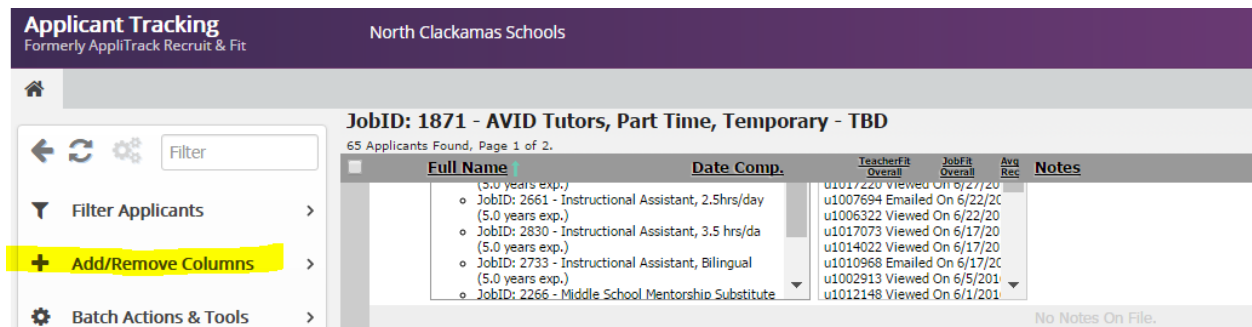 Applicant Tracking
Formerly AppliTrack Recruit & Fit
North Clackamas Schools
Filter
Filter Applicants
Add/Remove Columns
Batch Actions & Tools
JobID: 1871 - AVID Tutors, Part Time, Temporary - TBD
65 Applicants Found, Page 1 of 2.
Full Name
Date Comp.
TeacherFit
Overall
JobFit
Overall
Avg
Rec
Notes
(5.0 years exp.)
JobID: 2661 - Instructional Assistant, 2.5hrs/day
(5.0 years exp.)
JobID: 2830 - Instructional Assistant, 3.5 hrs/da
(5.0 years exp.)
JobID: 2733 - Instructional Assistant, Bilingual
(5.0 years exp.)
JobID: 2266 - Middle School Mentorship Substitute
u1017220 Viewed On 6/27/20
u1007694 Emailed On 6/22/20
u1006322 Viewed On 6/22/20
u1017073 Viewed On 6/17/20
u1014022 Viewed On 6/17/20
u1010968 Emailed On 6/17/20
u1002913 Viewed On 6/5/201
u1012148 Viewed On 6/1/201
No Notes On File.